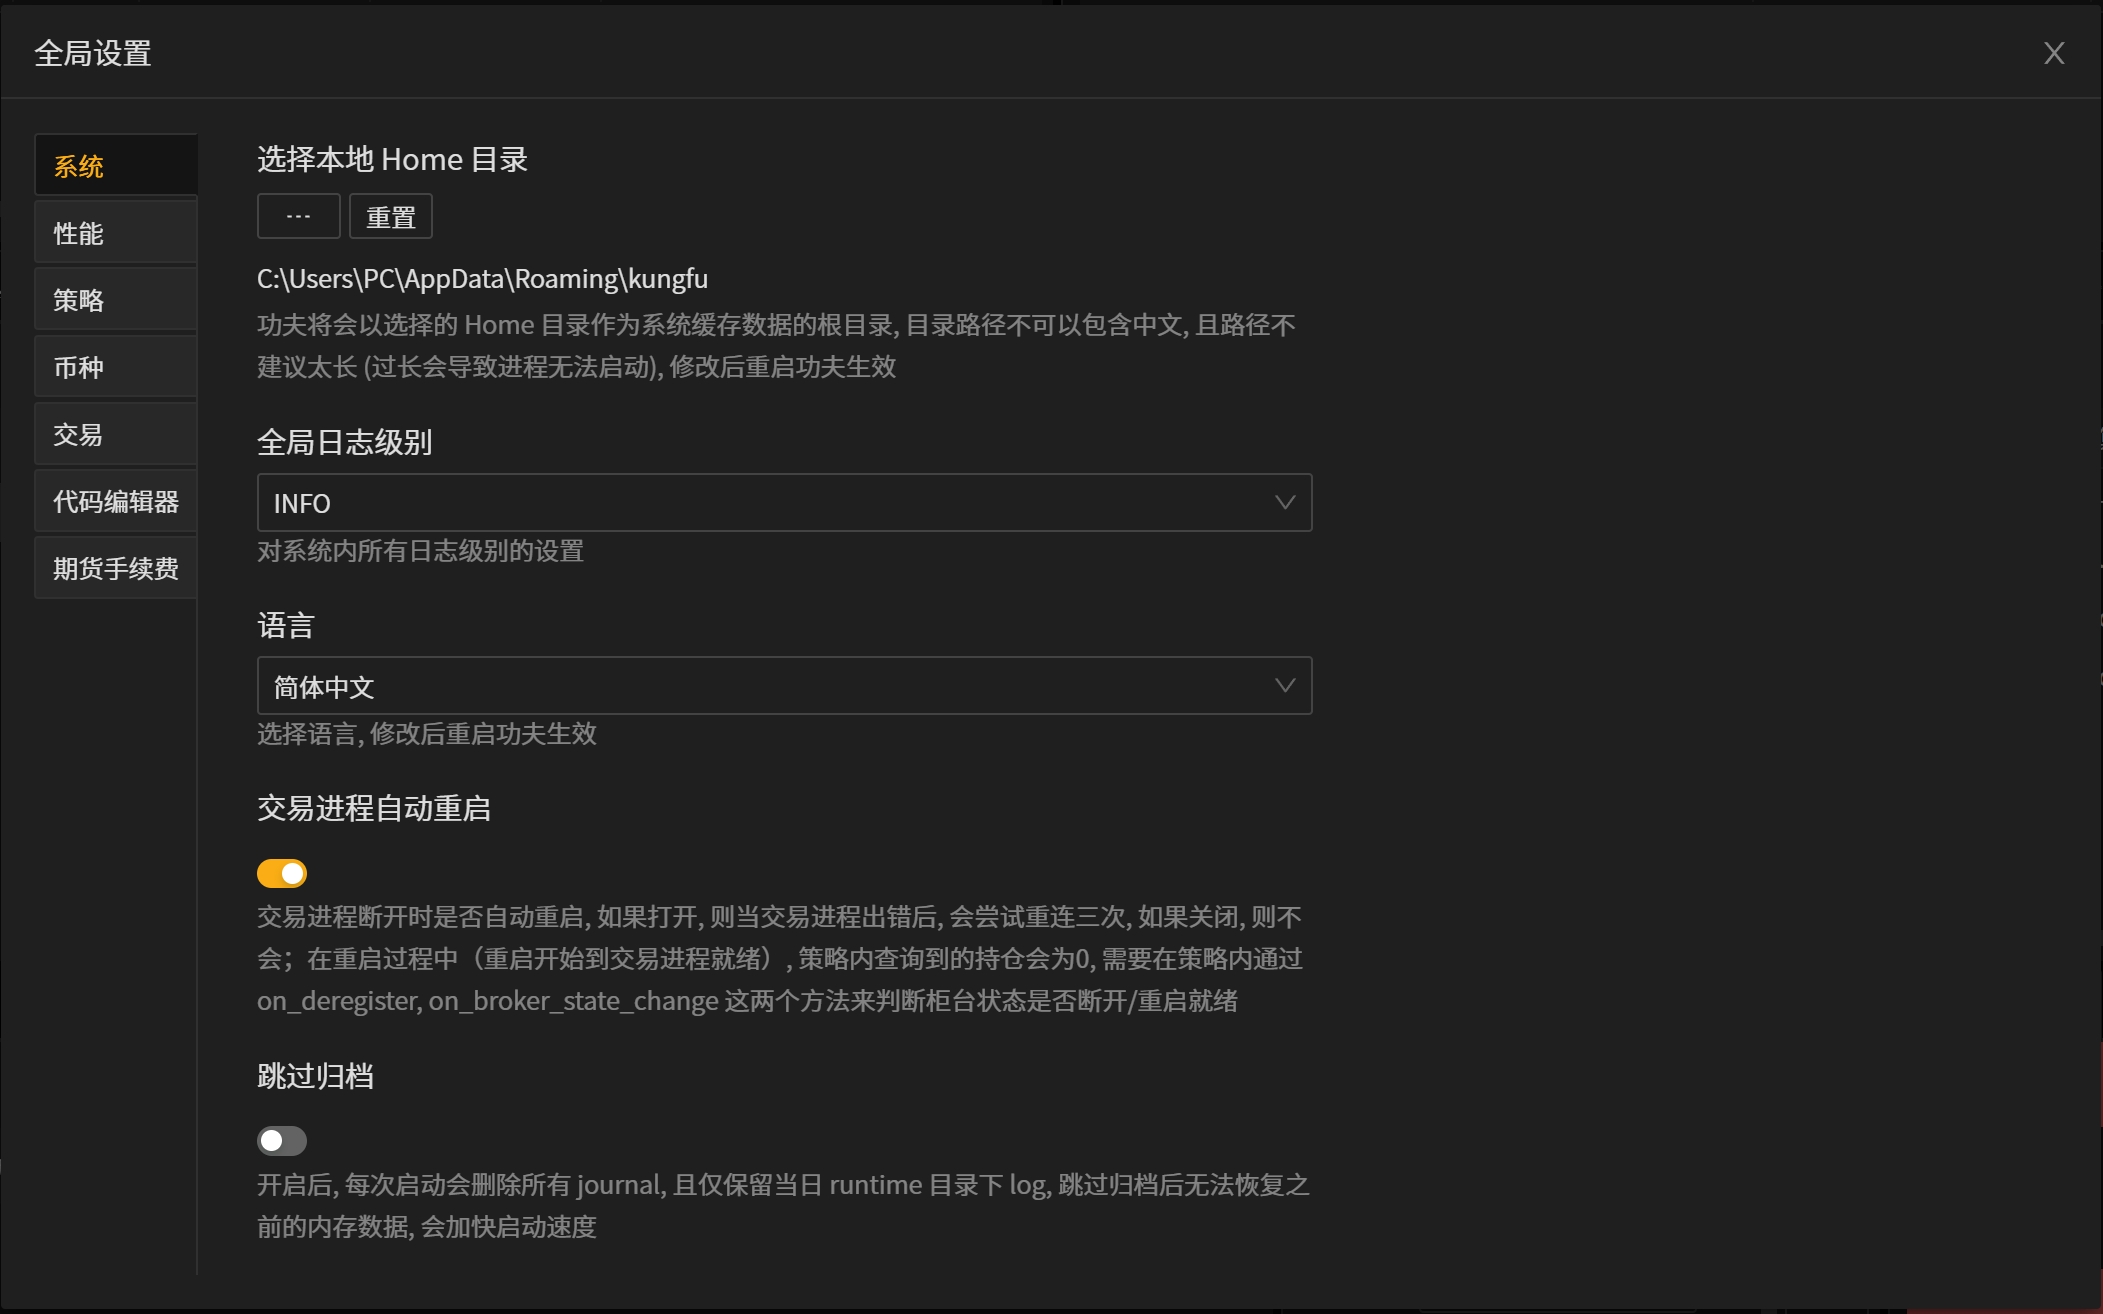 全局设置
系统
性能
策略
币种
交易
代码编辑器
期货手续费
选择本地 Home 目录
---
重置
C:\Users\PC\AppData\Roaming\kungfu
功夫将会以选择的 Home 目录作为系统缓存数据的根目录, 目录路径不可以包含中文, 且路径不
建议太长 (过长会导致进程无法启动), 修改后重启功夫生效
全局日志级别
INFO
对系统内所有日志级别的设置
语言
简体中文
选择语言, 修改后重启功夫生效
交易进程自动重启
交易进程断开时是否自动重启, 如果打开, 则当交易进程出错后, 会尝试重连三次, 如果关闭, 则不
会；在重启过程中（重启开始到交易进程就绪）, 策略内查询到的持仓会为0, 需要在策略内通过
on_deregister, on_broker_state_change 这两个方法来判断柜台状态是否断开/重启就绪
跳过归档
开启后, 每次启动会删除所有 journal, 且仅保留当日 runtime 目录下 log, 跳过归档后无法恢复之
前的内存数据, 会加快启动速度